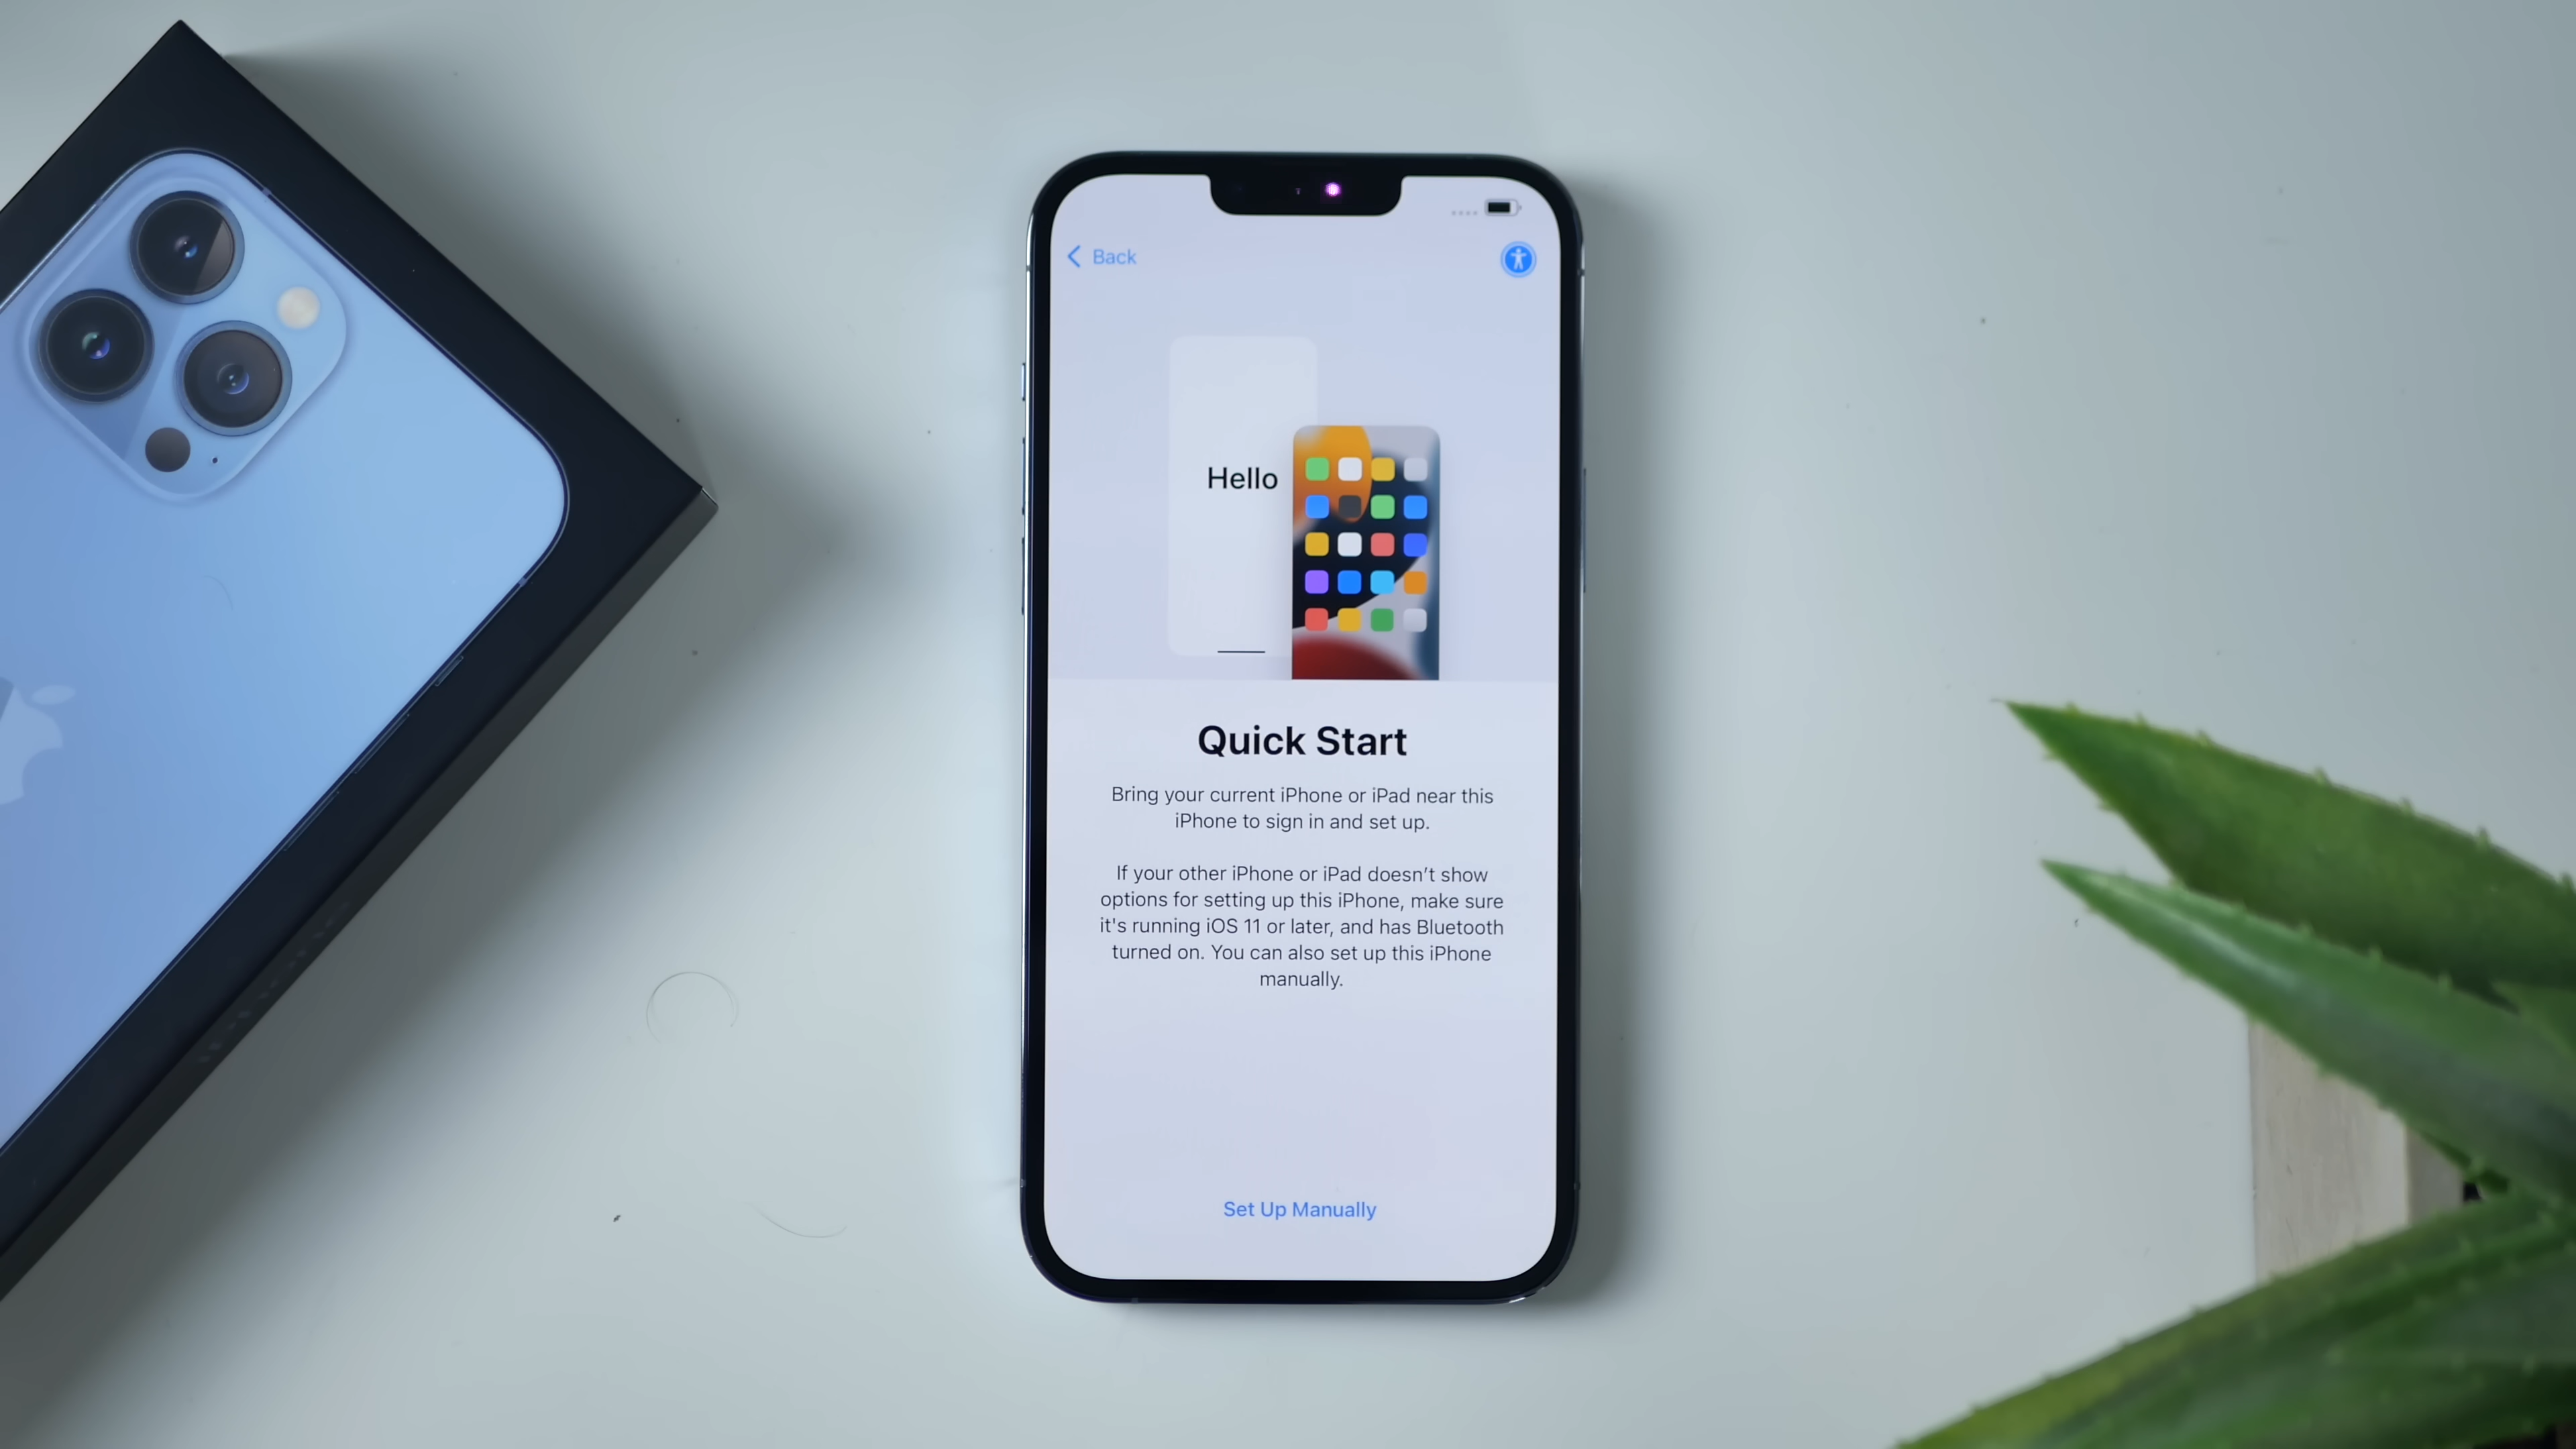 Back
Hello
Quick Start
Bring your current iPhone or iPad near this
iPhone to sign in and set up.
If your other iPhone or iPad doesn’t show
options for setting up this iPhone, make sure
it's running iOS 11 or later, and has Bluetooth
turned on. You can also set up this iPhone
manually.
Set Up Manually